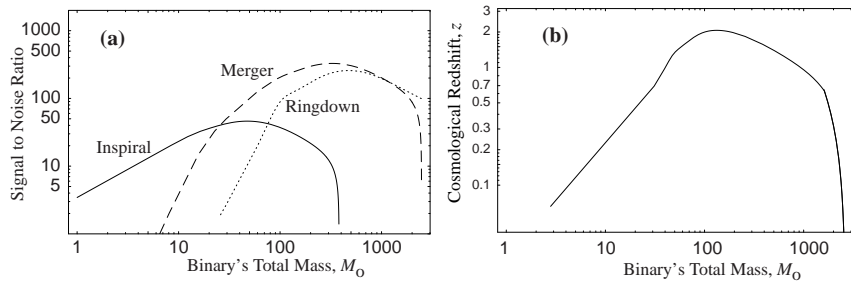 (a)
Signal to Noise Ratio
1000
500
100
50
10
5
Merger
Ringdown
Inspiral
1 10 100 1000
Binary's Total Mass, Mo
(b)
Cosmological Redshift, z
3
2
1
0.7
0.5
0.3
0.2
0.1
1 10 100 1000
Binary's Total Mass, Mo